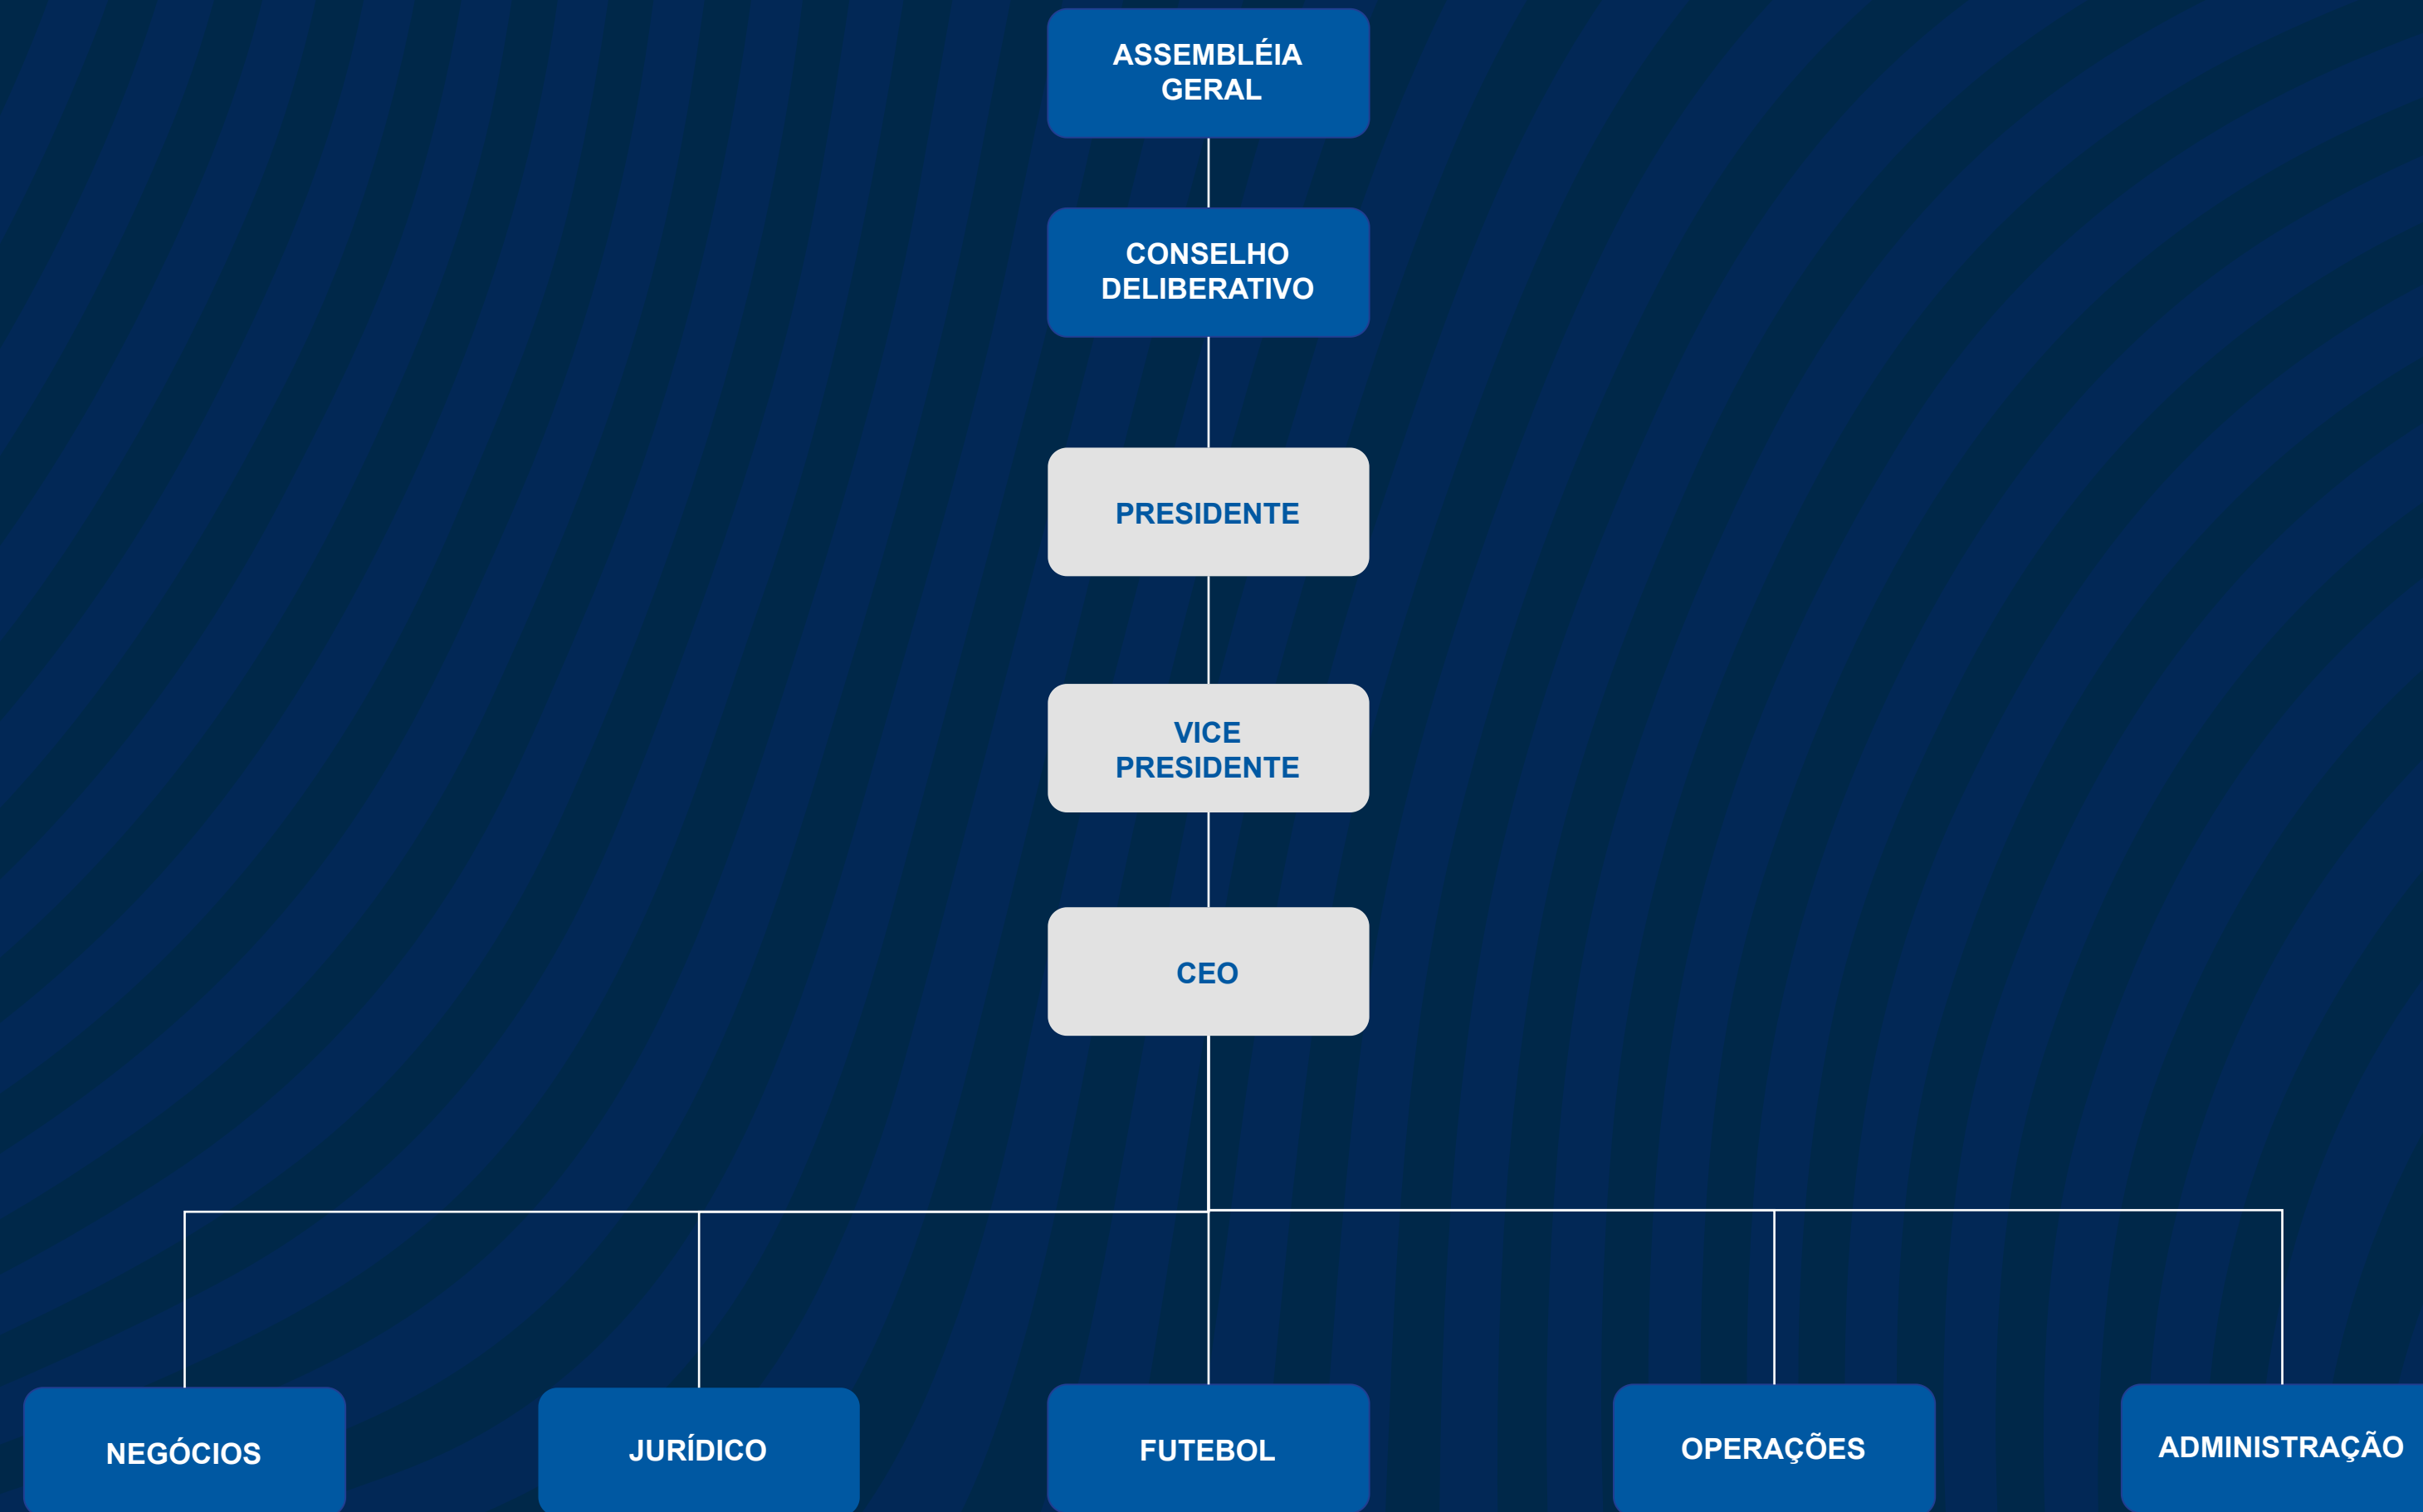 ASSEMBLÉIA
GERAL
CONSELHO
DELIBERATIVO
PRESIDENTE
VICE
PRESIDENTE
CEO
NEGÓCIOS
JURÍDICO
FUTEBOL
OPERAÇÕES
ADMINISTRAÇÃO